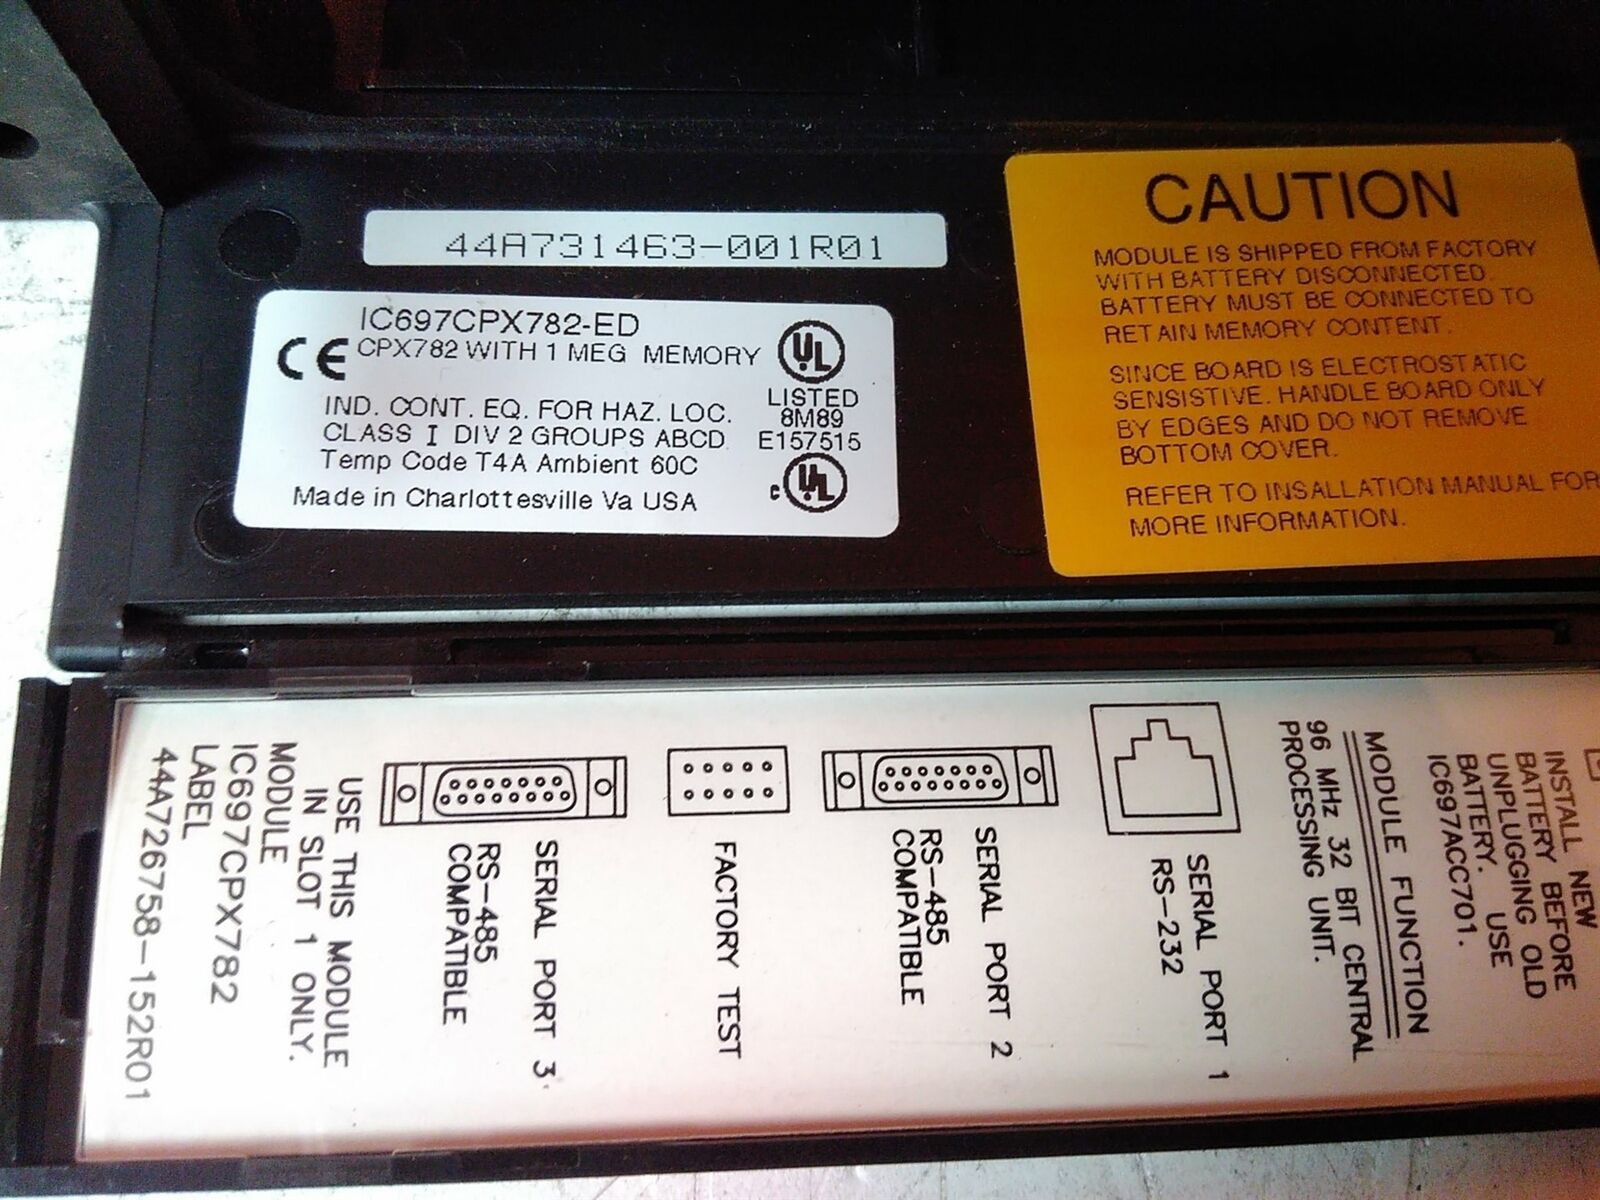 44A731463-001R01
IC697CPX782-ED
CE CPX782 WITH 1 MEG MEMORY
UL
LISTED
8M89
E157515
c UL
IND. CONT. EQ. FOR HAZ. LOC.
CLASS I DIV 2 GROUPS ABCD
Temp Code T4A Ambient 60C
Made in Charlottesville Va USA
CAUTION
MODULE IS SHIPPED FROM FACTORY
WITH BATTERY DISCONNECTED.
BATTERY MUST BE CONNECTED TO
RETAIN MEMORY CONTENT.
SINCE BOARD IS ELECTROSTATIC
SENSISTIVE. HANDLE BOARD ONLY
BY EDGES AND DO NOT REMOVE
BOTTOM COVER.
REFER TO INSALLATION MANUAL FOR
MORE INFORMATION.
INSTALL NEW
BATTERY BEFORE
UNPLUGGING OLD
BATTERY. USE
IC697ACC701.
MODULE FUNCTION
96 MHz 32 BIT CENTRAL
PROCESSING UNIT.
SERIAL PORT 1
RS-232
SERIAL PORT 2
RS-485
COMPATIBLE
FACTORY TEST
SERIAL PORT 3
RS-485
COMPATIBLE
USE THIS MODULE
IN SLOT 1 ONLY.
MODULE
IC697CPX782
LABEL
44A726758-152R01